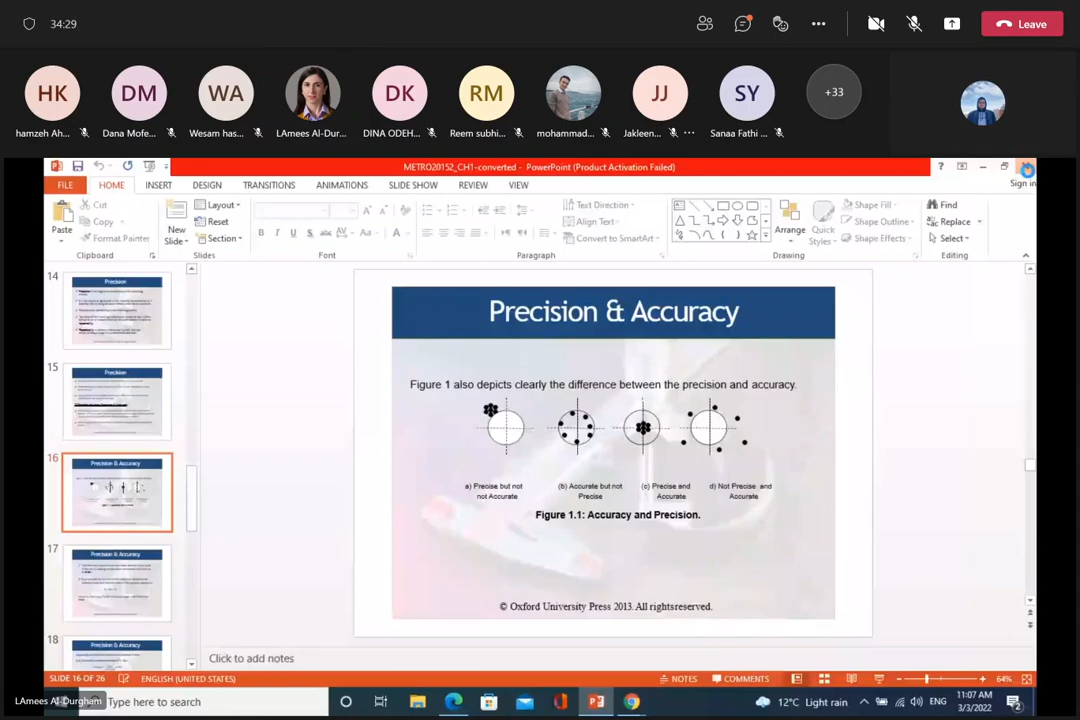 34:29
Leave
HK
DM
WA
DK
RM
JJ
SY
+33
hamzeh Ah...
Dana Mofe...
Wesam has...
LAmees Al-Dur...
DINA ODEH...
Reem subhi...
mohammad...
Jakleen...
Sanaa Fathi ...
METRO20152_CH1-converted - PowerPoint (Product Activation Failed)
Sign in
FILE
HOME
INSERT
DESIGN
TRANSITIONS
ANIMATIONS
SLIDE SHOW
REVIEW
VIEW
Paste
Cut
Copy
Format Painter
Clipboard
New
Slide
Layout
Reset
Section
Slides
Font
Text Direction
Align Text
Convert to SmartArt
Paragraph
Arrange
Quick
Styles
Shape Fill
Shape Outline
Shape Effects
Drawing
Find
Replace
Select
Editing
14
Precision
15
Precision
16
Precision & Accuracy
17
Precision & Accuracy
18
Precision & Accuracy
Precision & Accuracy
Figure 1 also depicts clearly the difference between the precision and accuracy.
a) Precise but not
not Accurate
(b) Accurate but not
Precise
(c) Precise and
Accurate
d) Not Precise and
Accurate
Figure 1.1: Accuracy and Precision.
© Oxford University Press 2013. All rightsreserved.
Click to add notes
SLIDE 16 OF 26
ENGLISH (UNITED STATES)
NOTES
COMMENTS
64%
LAmees Al-Durgham
Type here to search
12°C Light rain
ENG
11:07 AM
3/3/2022
2